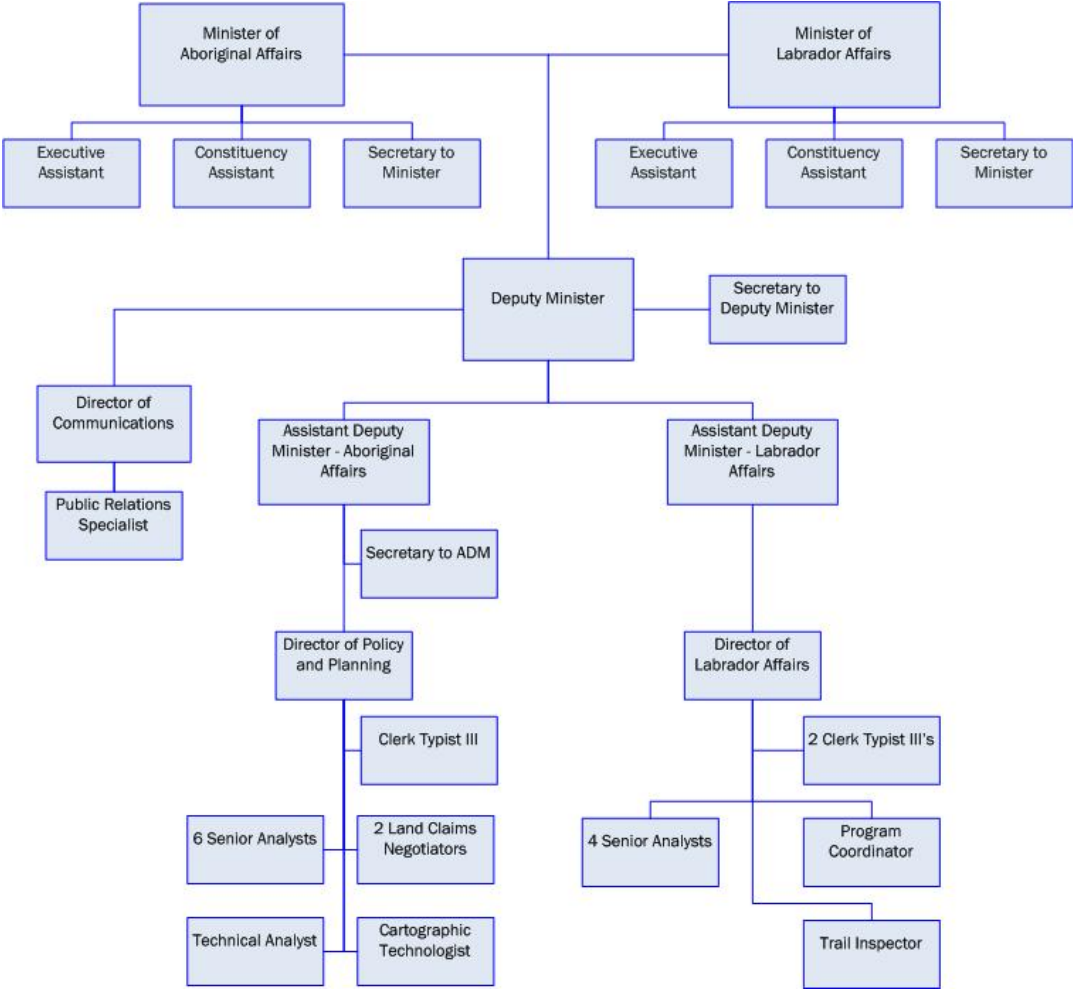 Minister of
Aboriginal Affairs
Minister of
Labrador Affairs
Executive
Assistant
Constituency
Assistant
Secretary to
Minister
Executive
Assistant
Constituency
Assistant
Secretary to
Minister
Deputy Minister
Secretary to
Deputy Minister
Director of
Communications
Public Relations
Specialist
Assistant Deputy
Minister - Aboriginal
Affairs
Assistant Deputy
Minister - Labrador
Affairs
Secretary to ADM
Director of Policy
and Planning
Director of
Labrador Affairs
Clerk Typist III
2 Clerk Typist III's
6 Senior Analysts
2 Land Claims
Negotiators
4 Senior Analysts
Program
Coordinator
Technical Analyst
Cartographic
Technologist
Trail Inspector